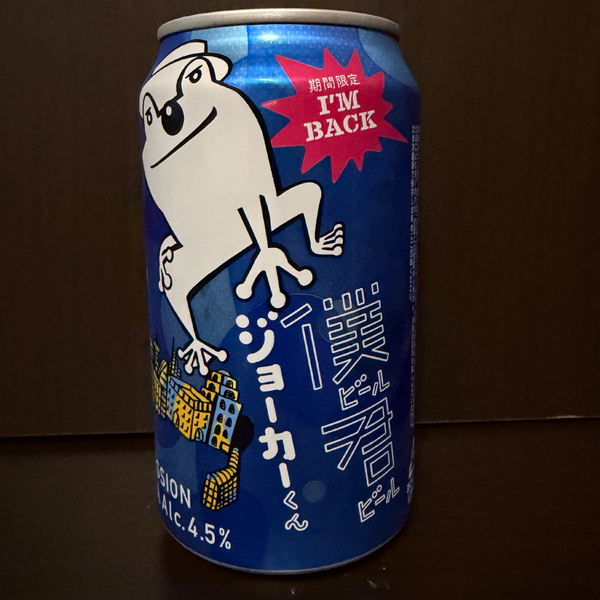 期間限定
I'M
BACK
僕
ビール
君
ビール
ジョーカーくん
SSION
Alc.4.5%